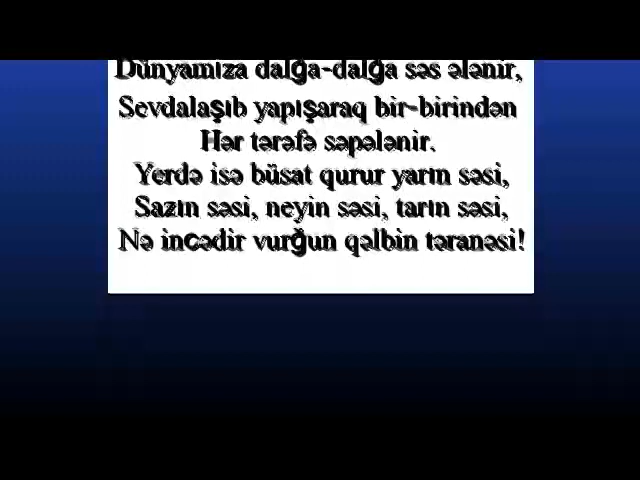 Dünyamıza dalğa-dalğa səs ələnir,
Sevdalaşıb yapışaraq bir-birindən
Hər tərəfə səpələnir.
Yerdə isə büsat qurur yarın səsi,
Sazın səsi, neyin səsi, tarın səsi,
Nə incədir vurğun qəlbin təranəsi!